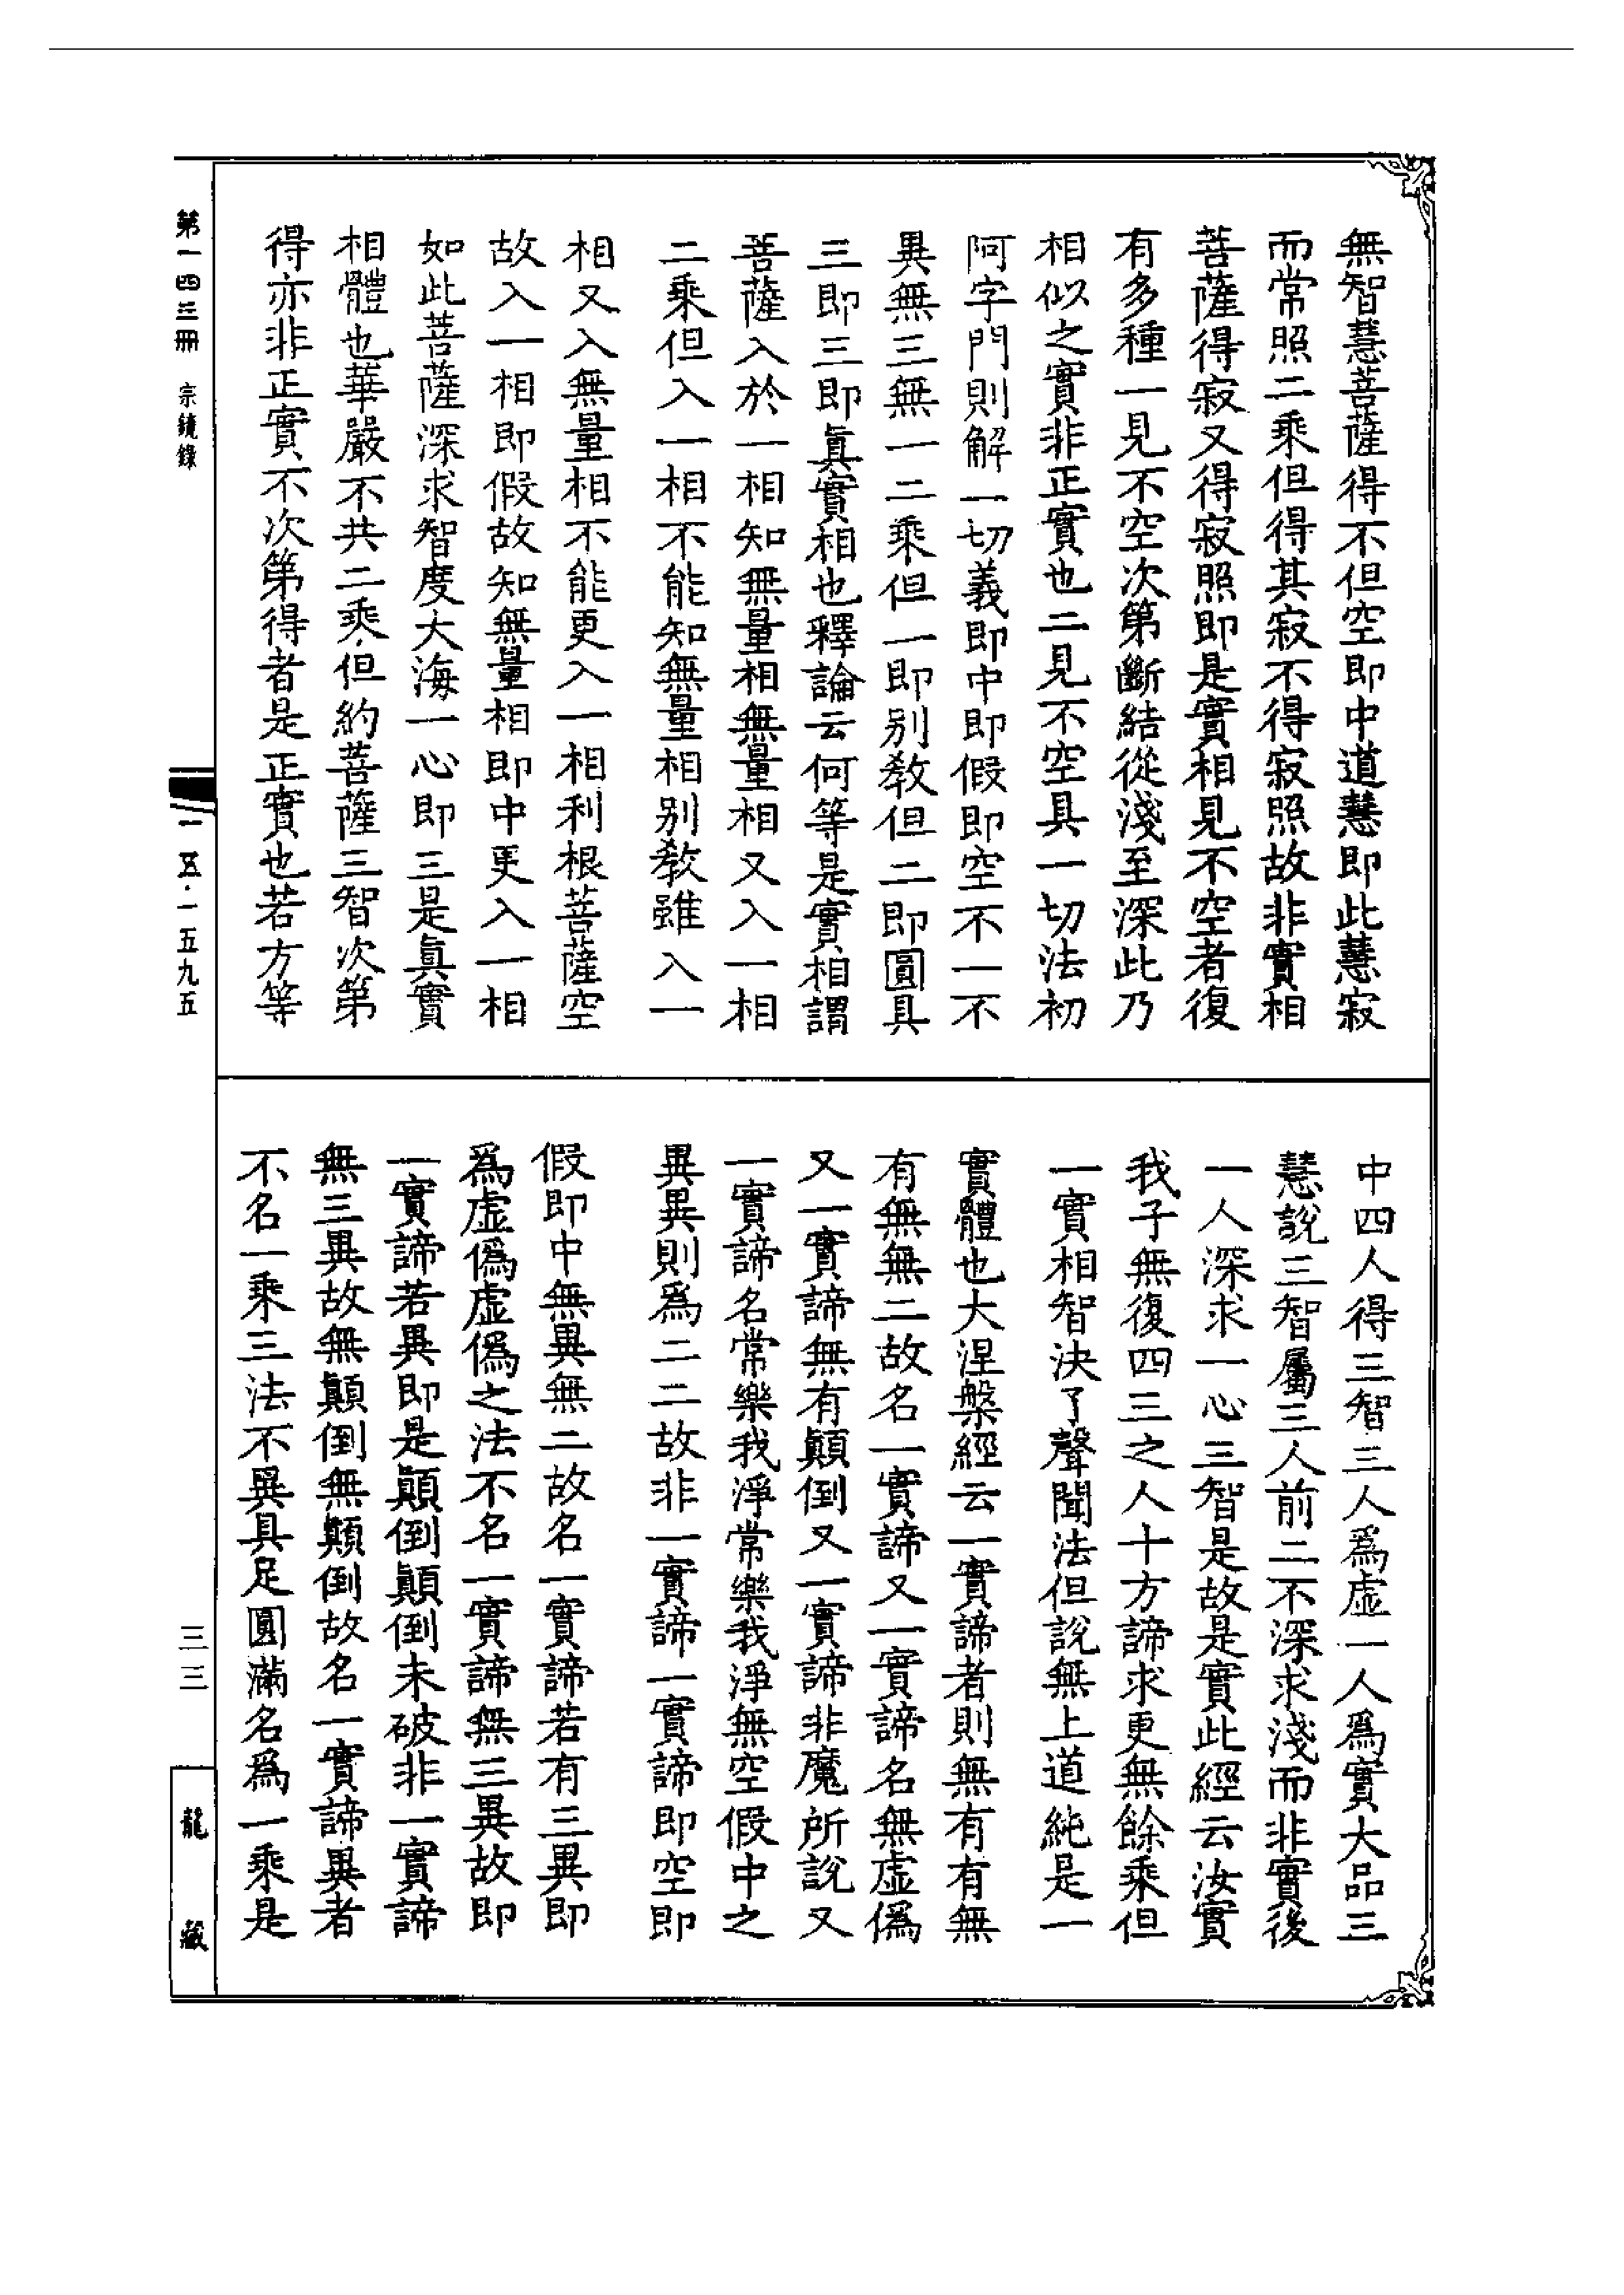 無智慧菩薩得不但空即中道慧即此慧寂
而常照二乘但得其寂不得寂照故非實相
菩薩得寂又得寂照即是實相見不空者復
有多種一見不空次第斷結從淺至深此乃
相似之實非正實也二見不空具一切法初
阿字門則解一切義即中即假即空不一不
異無三無一二乘但一即别教但二即圓具
三即三即眞實相也釋論云何等是實相謂
菩薩入於一相知無量相無量相又入一相
二乘但入一相不能知無量相别教雖入一
相又入無量相不能更入一相利根菩薩空
故入一相即假故知無量相即中更入一相
如此菩薩深求智度大海一心即三是眞實
相體也華嚴不共二乘但約菩薩三智次第
得亦非正實不次第得者是正實也若方等
中四人得三智三人爲虛一人爲實大品三
慧說三智屬三人前二不深求淺而非實後
一人深求一心三智是故是實此經云汝實
我子無復四三之人十方諦求更無餘乘但
一實相智決了聲聞法但說無上道純是一
實體也大涅槃經云一實諦者則無有有無
有無無二故名一實諦又一實諦名無虛僞
又一實諦無有顚倒又一實諦非魔所說又
一實諦名常樂我淨常樂我淨無空假中之
異異則爲二二故非一實諦一實諦即空即
假即中無異無二故名一實諦若有三異即
爲虛僞虛僞之法不名一實諦無三異故即
一實諦若異即是顚倒顚倒未破非一實諦
無三異故無顚倒無顚倒故名一實諦異者
不名一乘三法不異具足圓滿名爲一乘是
第一四三冊 宗鏡錄
一五·一五九五
三三
龍藏